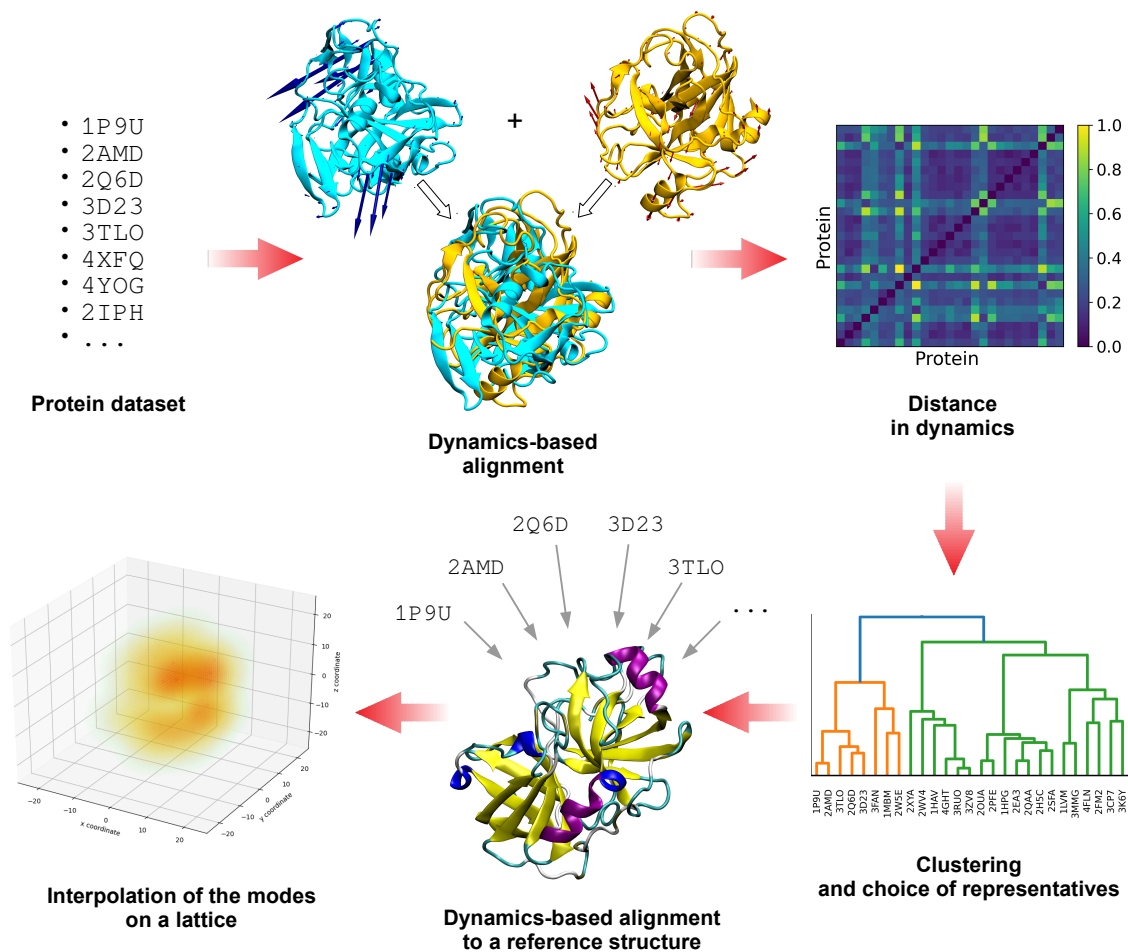 • 1P9U
• 2AMD
• 2Q6D
• 3D23
• 3TLO
• 4XFQ
• 4YOG
• 2IPH
• ...
Protein dataset
+
Dynamics-based
alignment
Protein
Protein
1.0
0.8
0.6
0.4
0.2
0.0
Distance
in dynamics
1P9U
2AMD
3TLO
2Q6D
3D23
3FAN
1MBM
2W5E
2XYA
2WV4
1HAV
4GHT
3RUO
3ZV8
2OUA
2PFE
1HPG
2EA3
2QAA
2H5C
2SFA
1LVM
3MMG
4FLN
2FM2
3CP7
3K6Y
Clustering
and choice of representatives
1P9U
2AMD
2Q6D
3D23
3TLO
...
Dynamics-based alignment
to a reference structure
20
10
0
−10
−20
z coordinate
−20
−10
0
10
20
x coordinate
−20
−10
0
10
20
y coordinate
Interpolation of the modes
on a lattice